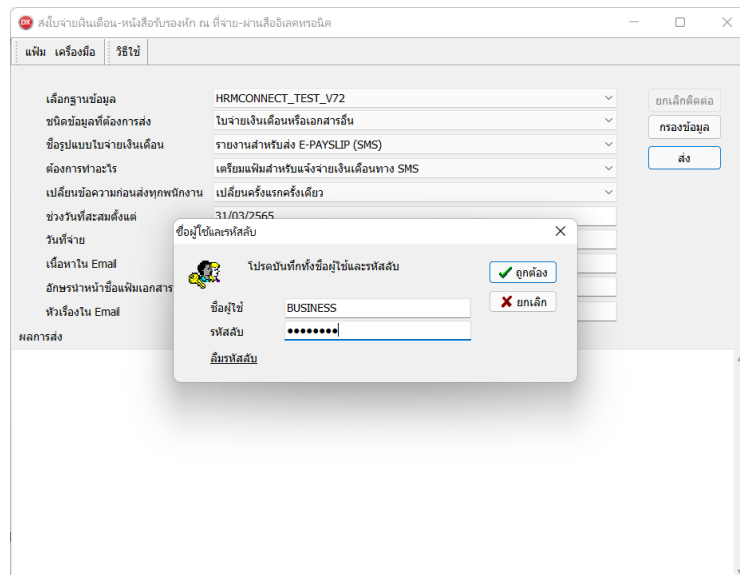 ส่งใบจ่ายเงินเดือน-หนังสือรับรองหัก ณ ที่จ่าย-ผ่านสื่ออิเลคทรอนิค
แฟ้ม เครื่องมือ วิธีใช้
เลือกฐานข้อมูล HRMCONNECT_TEST_V72 ยกเลิกติดต่อ
ชนิดข้อมูลที่ต้องการส่ง ใบจ่ายเงินเดือนหรือเอกสารอื่น กรองข้อมูล
ชื่อรูปแบบใบจ่ายเงินเดือน รายงานสำหรับส่ง E-PAYSLIP (SMS) ส่ง
ต้องการทำอะไร เตรียมแฟ้มสำหรับแจ้งจ่ายเงินเดือนทาง SMS
เปลี่ยนข้อความก่อนส่งทุกพนักงาน เปลี่ยนครั้งแรกครั้งเดียว
ช่วงวันที่สะสมตั้งแต่ 31/03/2565
วันที่จ่าย
เนื้อหาใน Email
อักษรนำหน้าชื่อแฟ้มเอกสาร
หัวเรื่องใน Email
ผลการส่ง
ชื่อผู้ใช้และรหัสลับ
โปรดบันทึกทั้งชื่อผู้ใช้และรหัสลับ ถูกต้อง
ชื่อผู้ใช้ BUSINESS ยกเลิก
รหัสลับ ••••••••
ลืมรหัสลับ